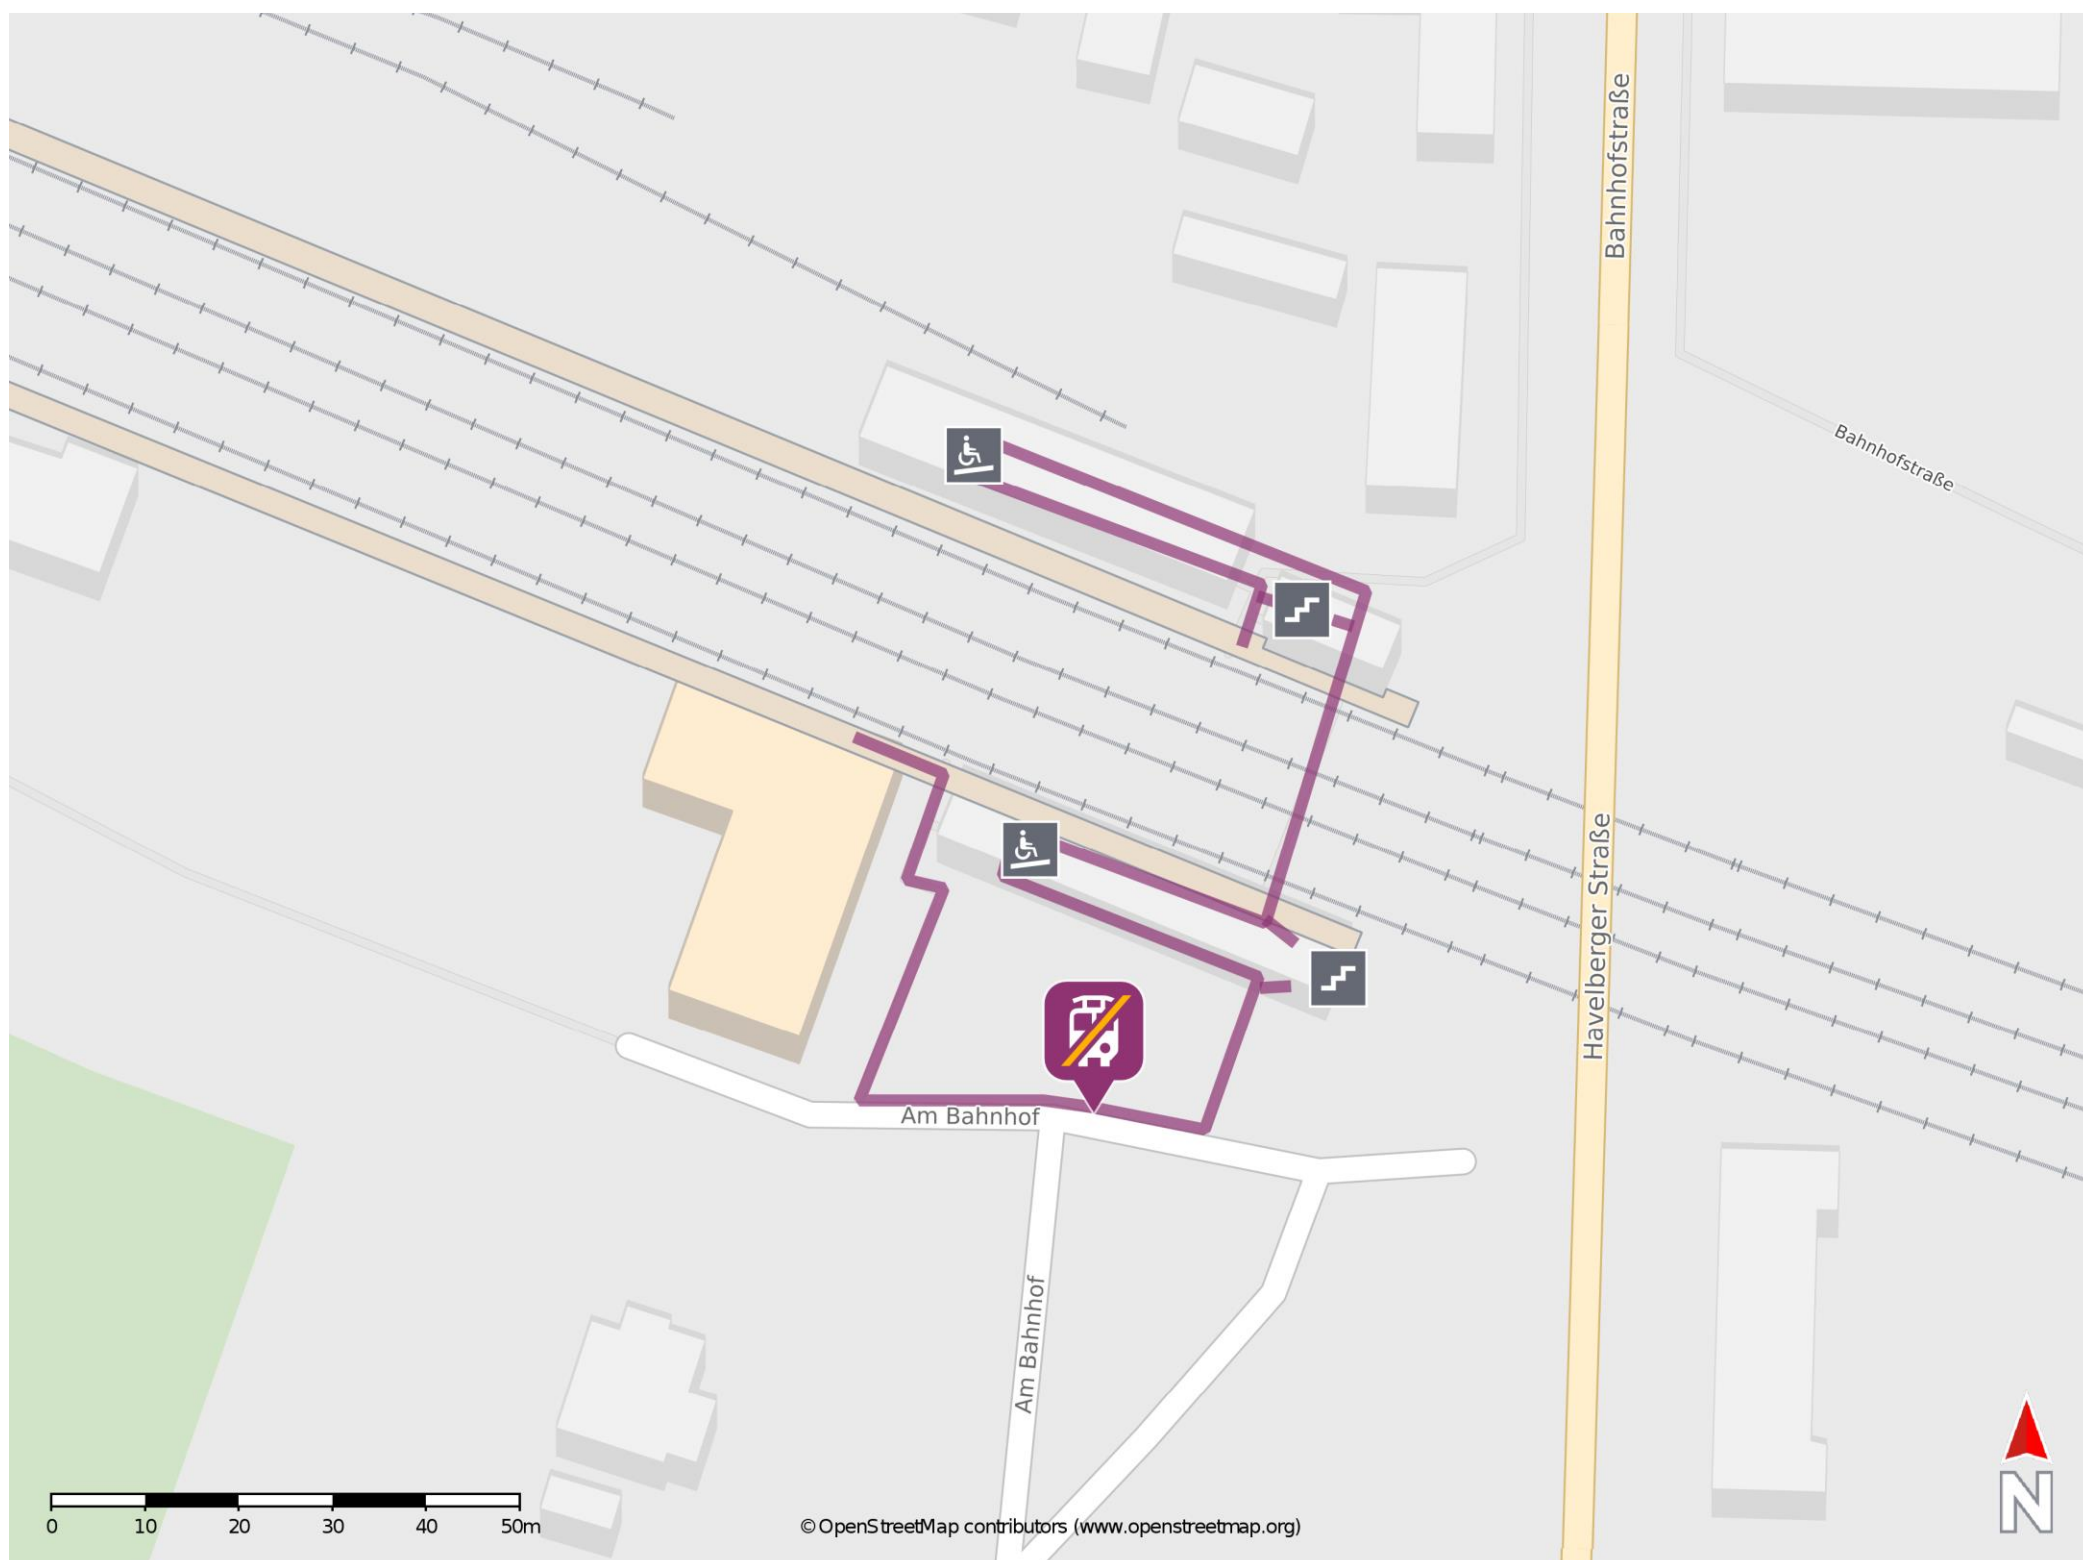 Bahnhofstraße
Bahnhofstraße
Havelberger Straße
Am Bahnhof
Am Bahnhof
0 10 20 30 40 50m
© OpenStreetMap contributors (www.openstreetmap.org)
N